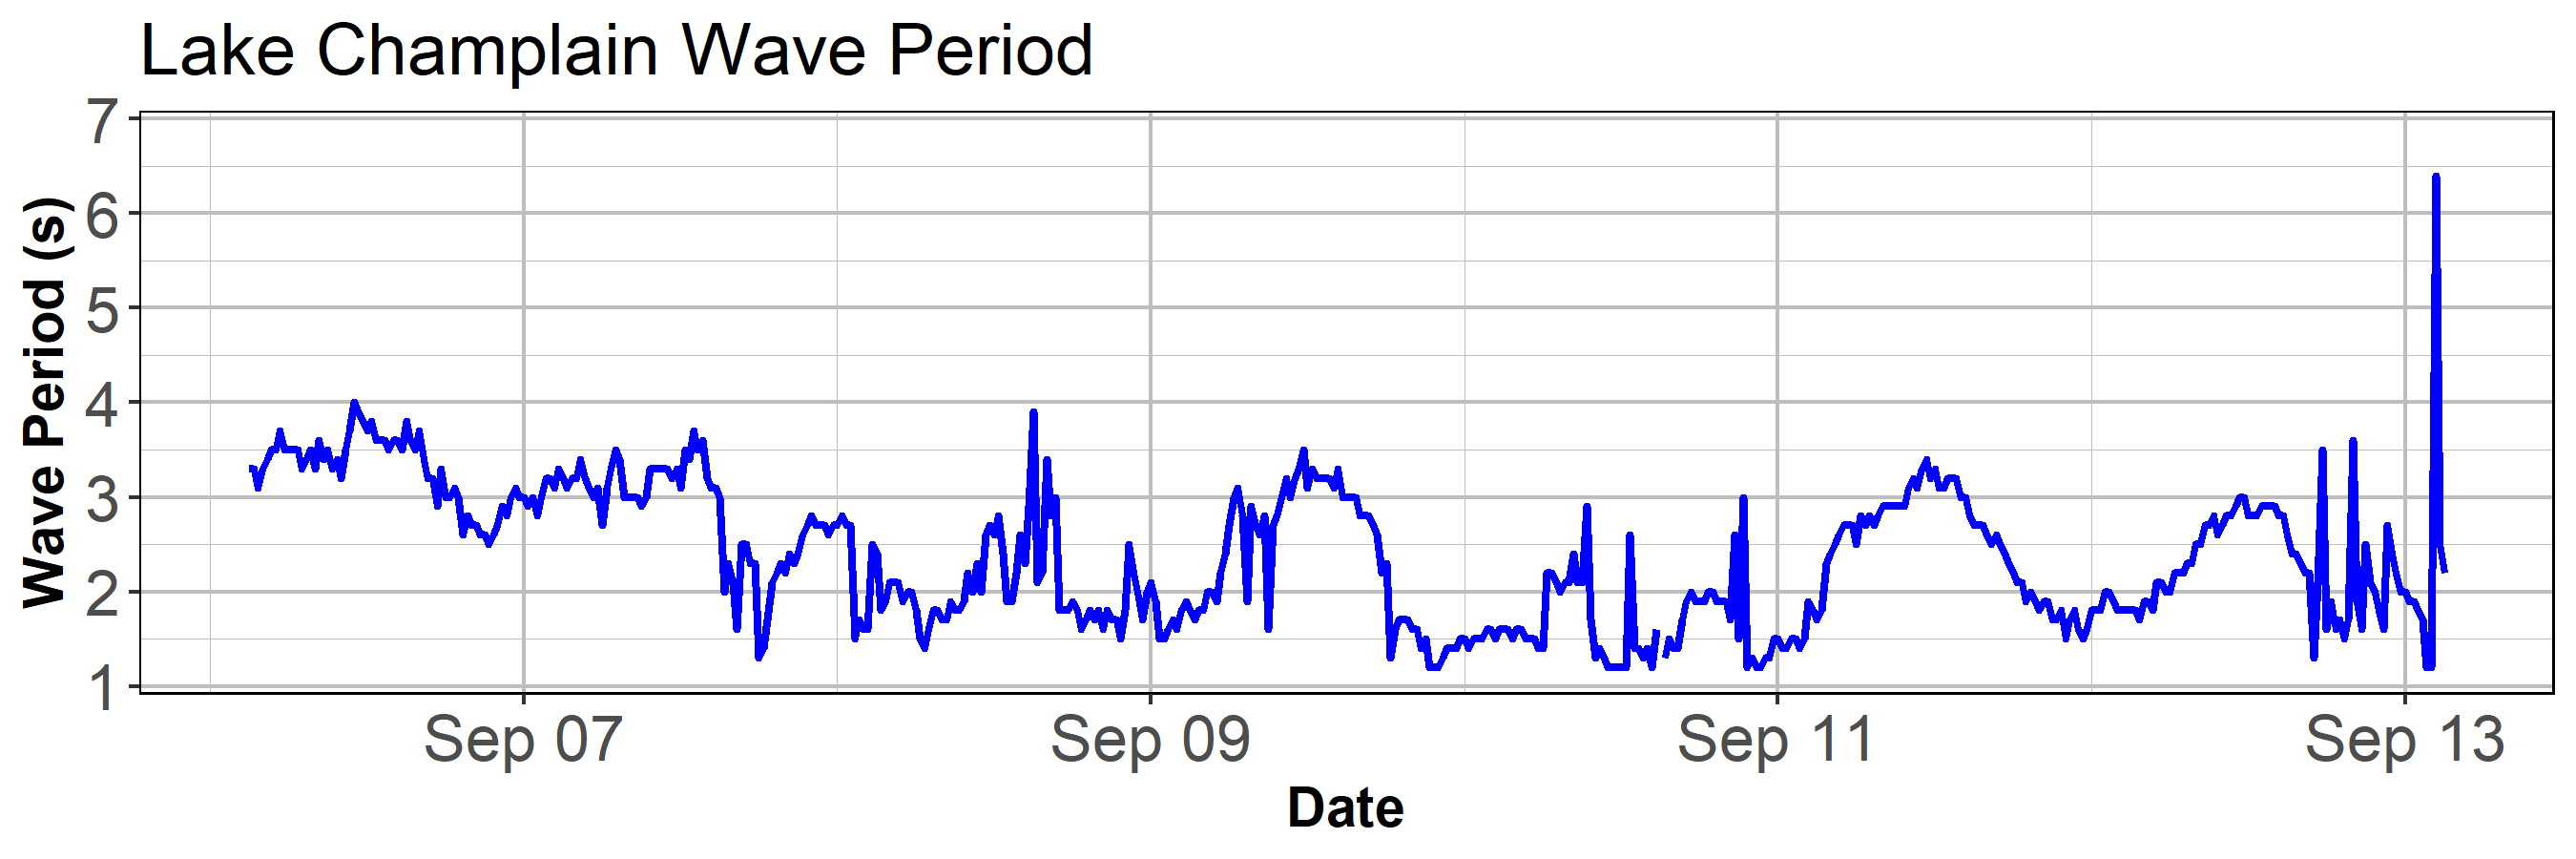 Lake Champlain Wave Period
Wave Period (s)
7
6
5
4
3
2
1
Sep 07
Sep 09
Sep 11
Sep 13
Date